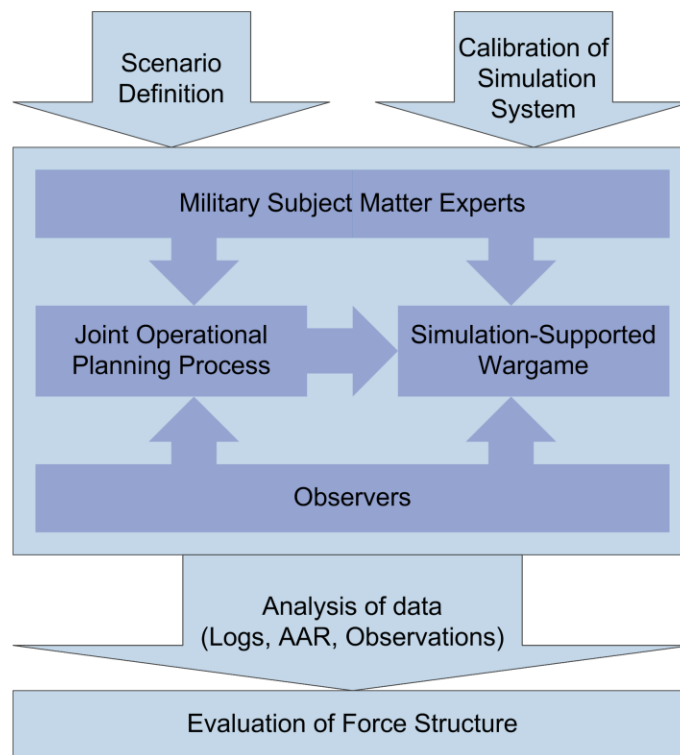 Scenario
Definition
Calibration of
Simulation
System
Military Subject Matter Experts
Joint Operational
Planning Process
Simulation-Supported
Wargame
Observers
Analysis of data
(Logs, AAR, Observations)
Evaluation of Force Structure